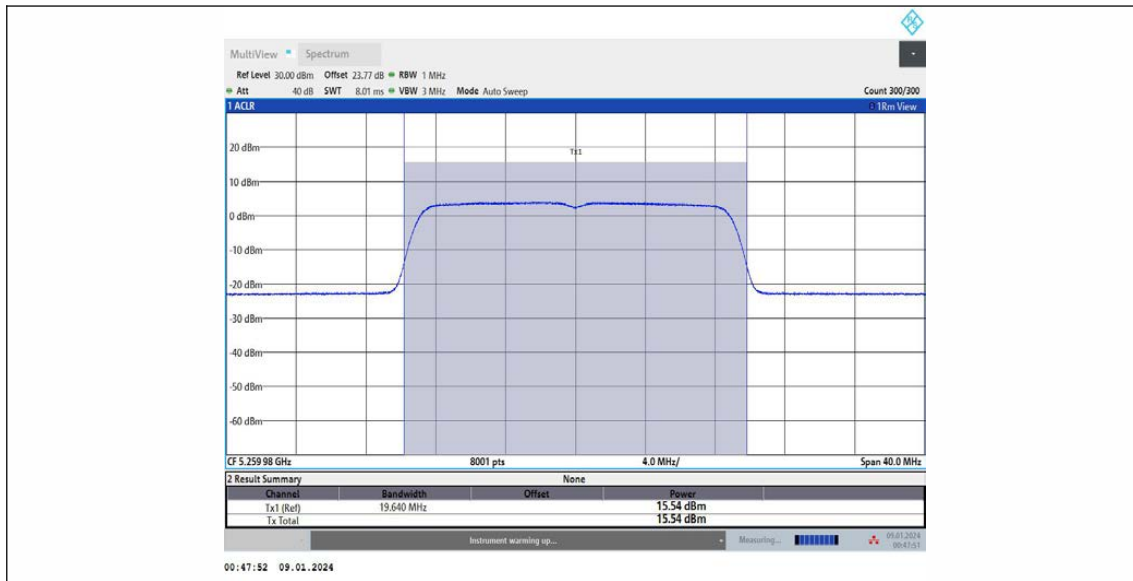 MultiView Spectrum
Ref Level 30.00 dBm Offset 23.77 dB RBW 1 MHz
Att 40 dB SWT 8.01 ms VBW 3 MHz Mode Auto Sweep Count 300/300
1 ACLR 1Rm View
Tx1
20 dBm
10 dBm
0 dBm
-10 dBm
-20 dBm
-30 dBm
-40 dBm
-50 dBm
-60 dBm
CF 5.259 98 GHz 8001 pts 4.0 MHz/ Span 40.0 MHz
2 Result Summary None
Channel Bandwidth Offset Power
Tx1 (Ref) 19.640 MHz 15.54 dBm
Tx Total 15.54 dBm
Instrument warming up... Measuring... 09.01.2024
00:47:51
00:47:52 09.01.2024